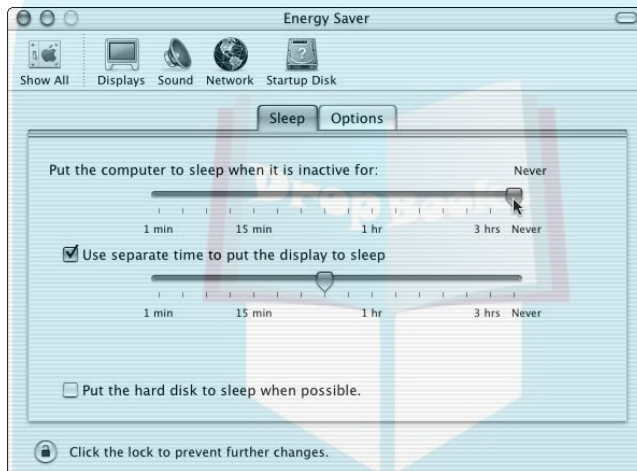 Energy Saver
Show All Displays Sound Network Startup Disk
Sleep Options
Put the computer to sleep when it is inactive for: Never
1 min 15 min 1 hr 3 hrs Never
Use separate time to put the display to sleep
1 min 15 min 1 hr 3 hrs Never
Put the hard disk to sleep when possible.
Click the lock to prevent further changes.
DropBook